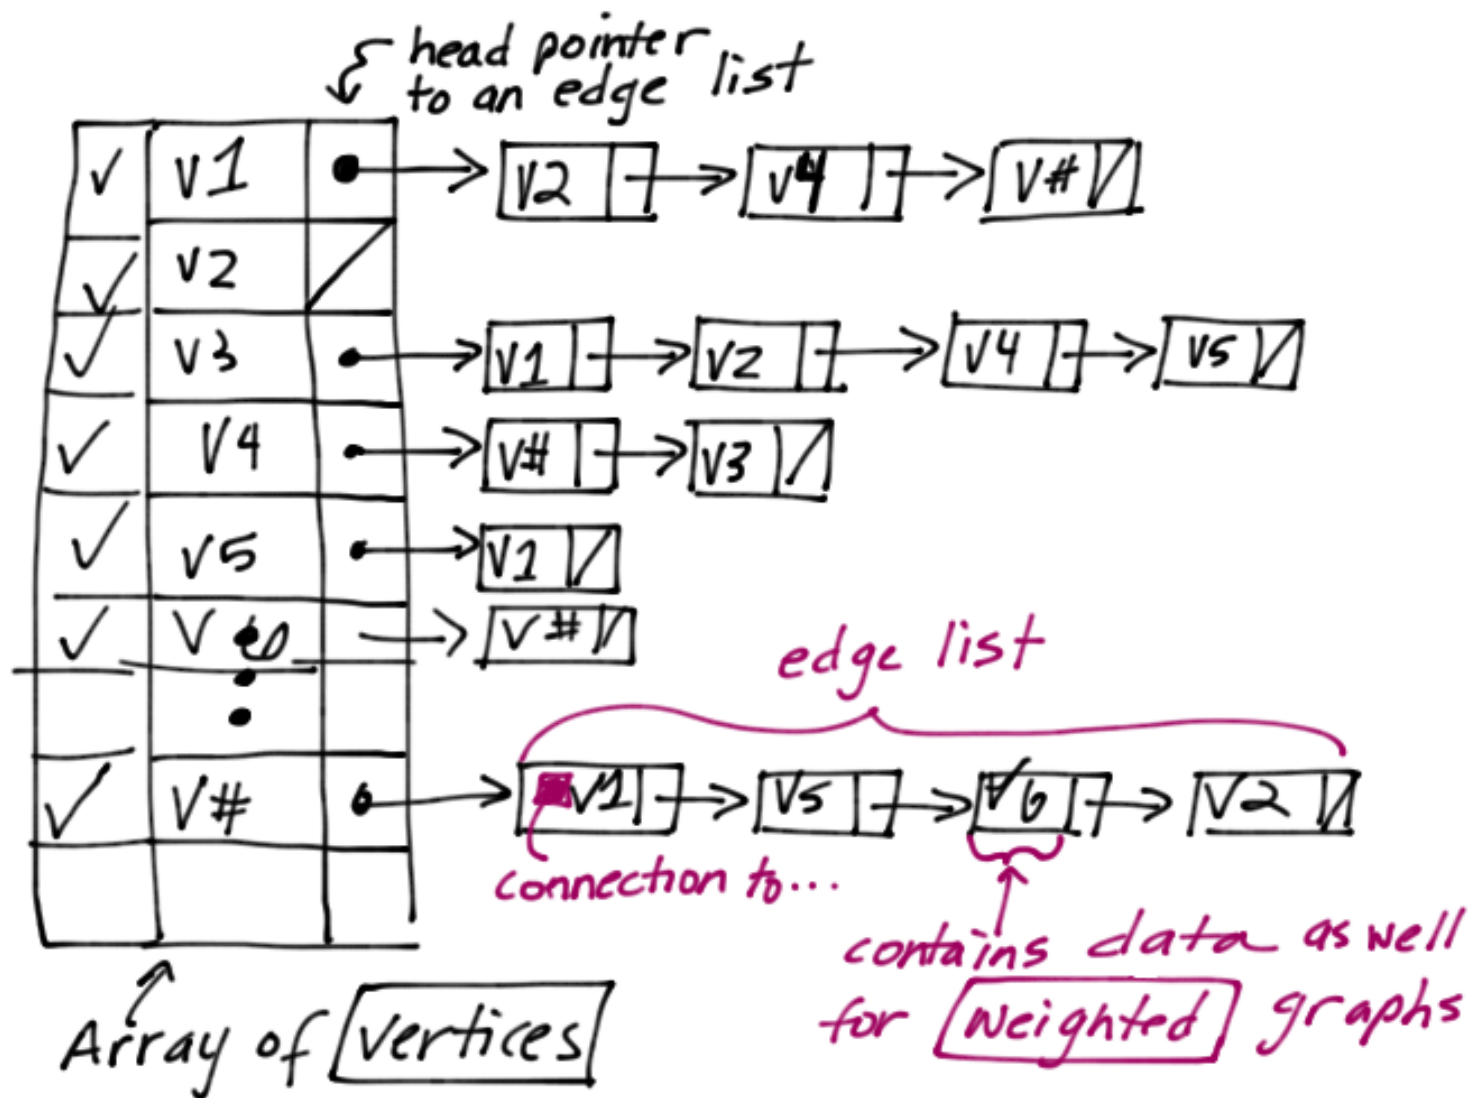 head pointer
to an edge list
✓ v1 v2 v4 v#
✓ v2
✓ v3 v1 v2 v4 v5
✓ v4 v# v3
✓ v5 v1
✓ v v#
edge list
✓ v# v1 v5 v6 v2
connection to...
contains data as well
for weighted graphs
Array of vertices